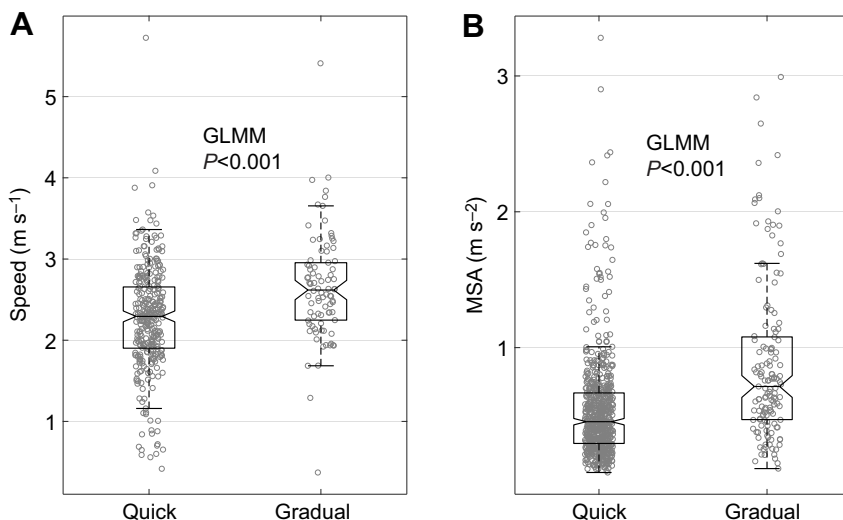 A
Speed (m s−1)
5
4
3
2
1
GLMM
P<0.001
Quick Gradual
B
MSA (m s−2)
3
2
1
GLMM
P<0.001
Quick Gradual